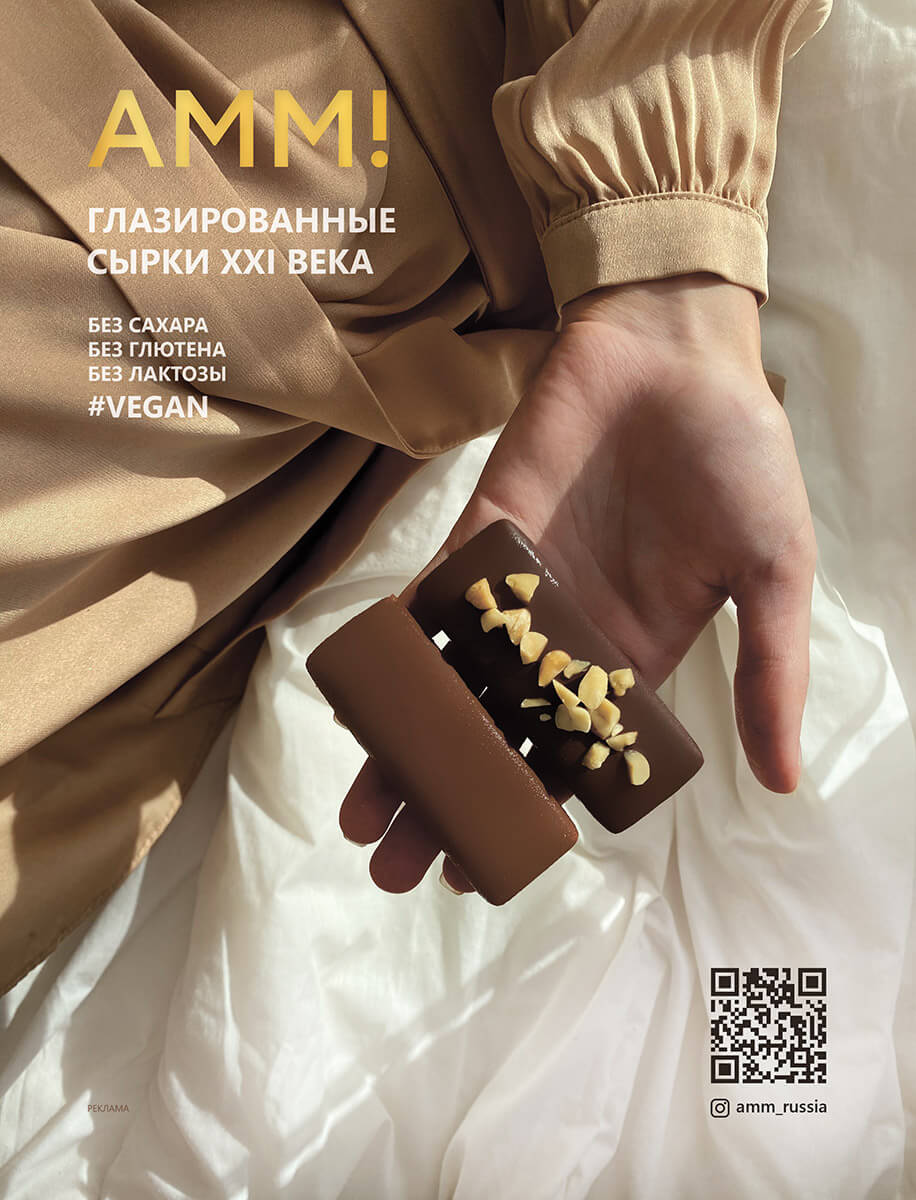 АММ!
ГЛАЗИРОВАННЫЕ
СЫРКИ XXI ВЕКА
БЕЗ САХАРА
БЕЗ ГЛЮТЕНА
БЕЗ ЛАКТОЗЫ
#VEGAN
РЕКЛАМА
amm_russia